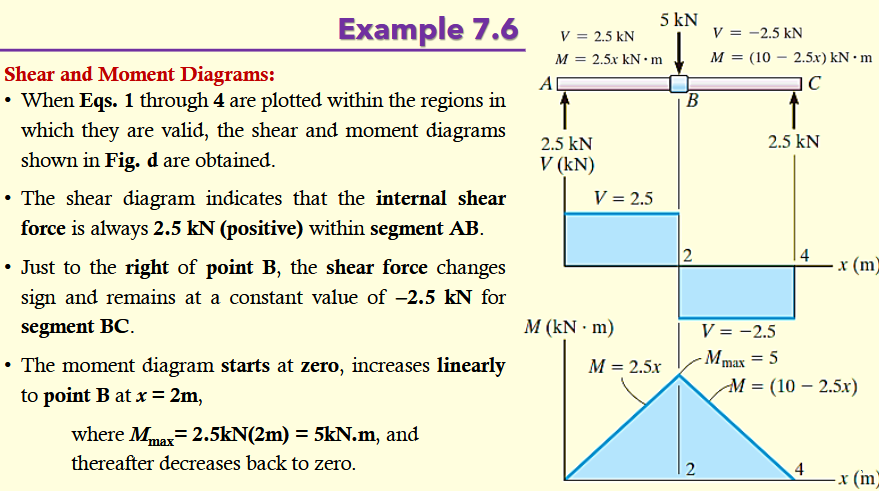 Example 7.6
Shear and Moment Diagrams:
• When Eqs. 1 through 4 are plotted within the regions in
which they are valid, the shear and moment diagrams
shown in Fig. d are obtained.
• The shear diagram indicates that the internal shear
force is always 2.5 kN (positive) within segment AB.
• Just to the right of point B, the shear force changes
sign and remains at a constant value of –2.5 kN for
segment BC.
• The moment diagram starts at zero, increases linearly
to point B at x = 2m,
where Mmax= 2.5kN(2m) = 5kN.m, and
thereafter decreases back to zero.
5 kN
V = 2.5 kN
V = −2.5 kN
M = 2.5x kN · m
M = (10 − 2.5x) kN · m
A
C
B
2.5 kN
2.5 kN
V (kN)
V = 2.5
2
4
x (m)
V = −2.5
M (kN · m)
Mmax = 5
M = 2.5x
M = (10 − 2.5x)
2
4
x (m)